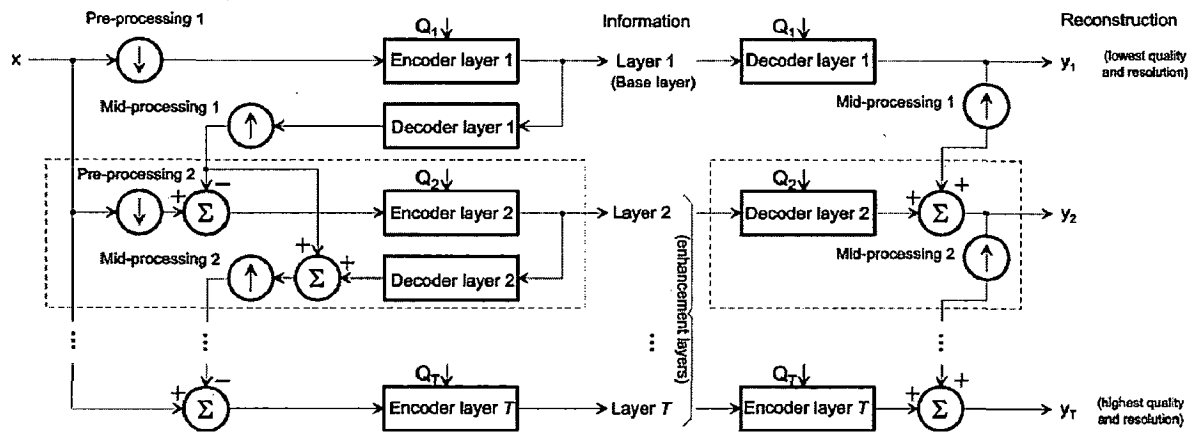 Pre-processing 1
Information
Reconstruction
x
Q1
Encoder layer 1
Layer 1
(Base layer)
Q1
Decoder layer 1
y1
(lowest quality
and resolution)
Mid-processing 1
Decoder layer 1
Mid-processing 1
Pre-processing 2
Q2
Encoder layer 2
Layer 2
Q2
Decoder layer 2
y2
Σ
Σ
Mid-processing 2
Σ
Decoder layer 2
Mid-processing 2
(enhancement layers)
...
...
...
...
QT
Encoder layer T
Layer T
QT
Encoder layer T
yT
(highest quality
and resolution)
Σ
Σ